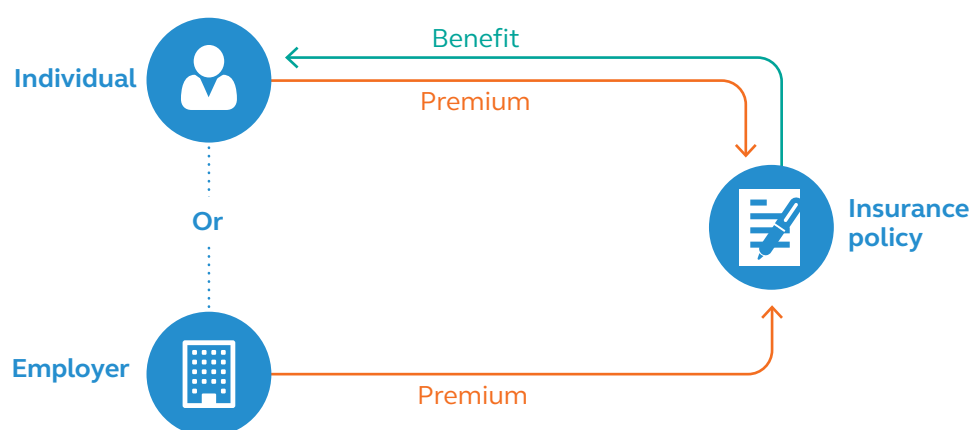 Benefit
Individual
Premium
Or
Insurance
policy
Employer
Premium